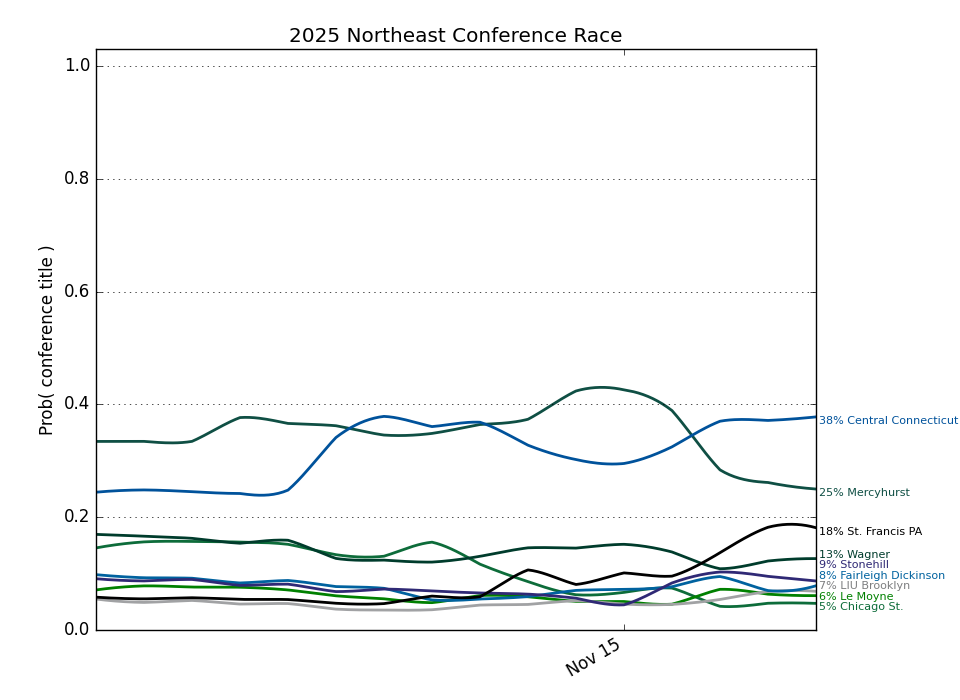 2025 Northeast Conference Race
Prob( conference title )
1.0
0.8
0.6
0.4
0.2
0.0
Nov 15
38% Central Connecticut
25% Mercyhurst
18% St. Francis PA
13% Wagner
9% Stonehill
8% Fairleigh Dickinson
7% LIU Brooklyn
6% Le Moyne
5% Chicago St.